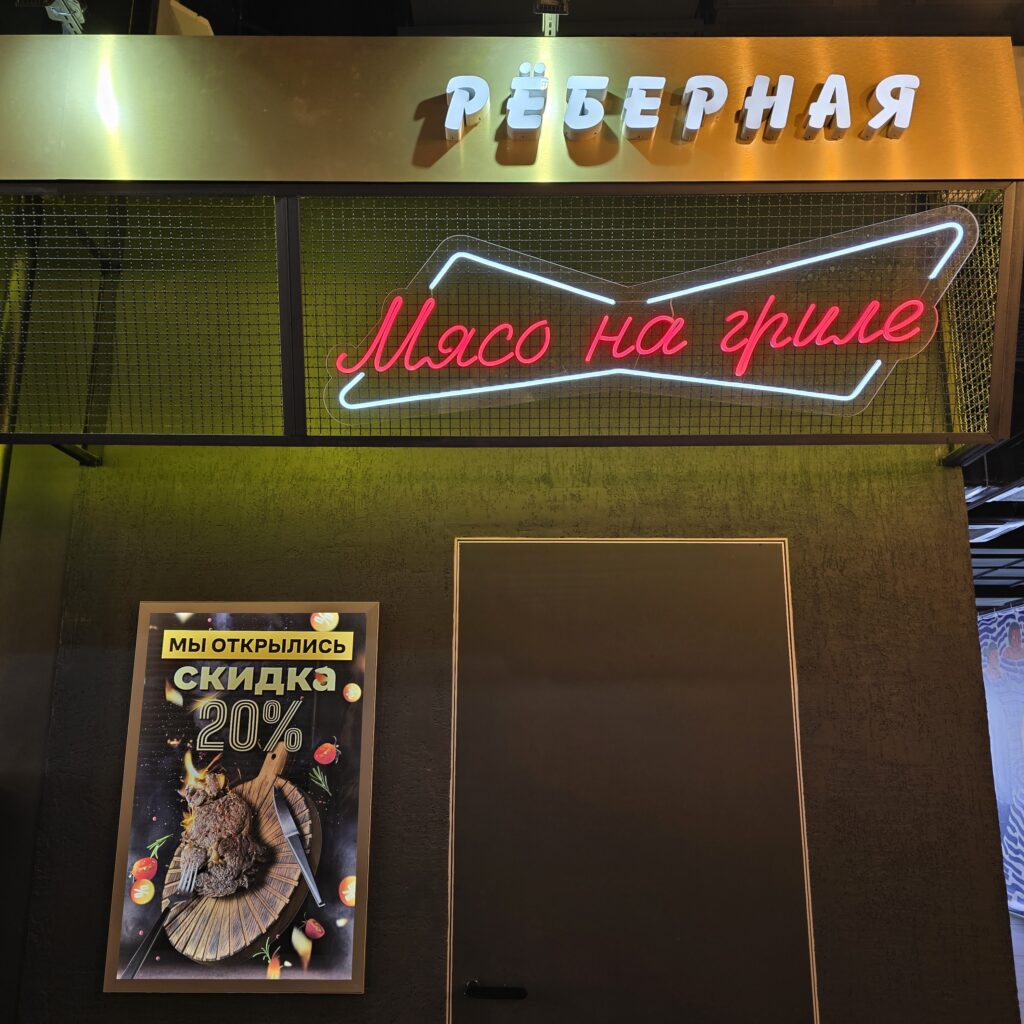 РЁБЕРНАЯ
Мясо на гриле
МЫ ОТКРЫЛИСЬ
СКИДКА
20%